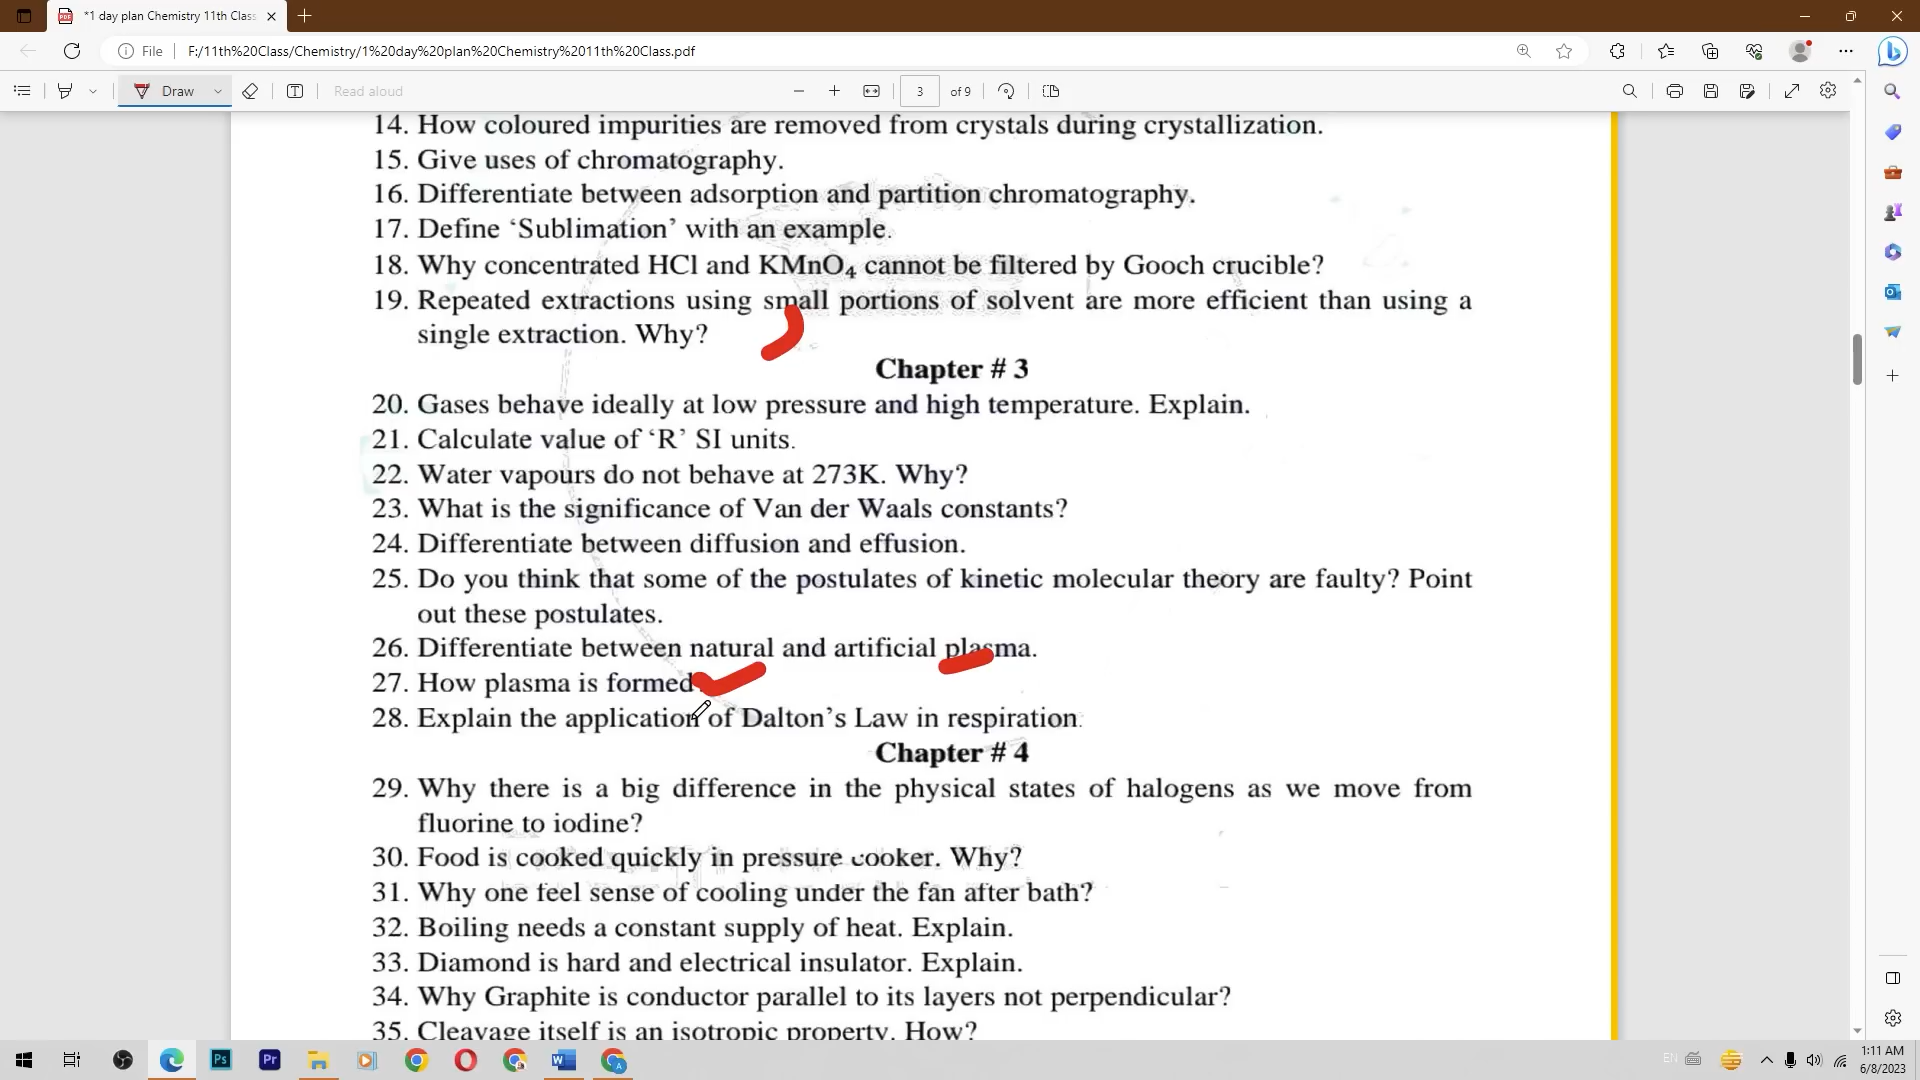 *1 day plan Chemistry 11th Class
File
F:/11th%20Class/Chemistry/1%20day%20plan%20Chemistry%2011th%20Class.pdf
Draw
Read aloud
3
of 9
14. How coloured impurities are removed from crystals during crystallization.
15. Give uses of chromatography.
16. Differentiate between adsorption and partition chromatography.
17. Define ‘Sublimation’ with an example.
18. Why concentrated HCl and KMnO₄ cannot be filtered by Gooch crucible?
19. Repeated extractions using small portions of solvent are more efficient than using a
single extraction. Why?
Chapter # 3
20. Gases behave ideally at low pressure and high temperature. Explain.
21. Calculate value of ‘R’ SI units.
22. Water vapours do not behave at 273K. Why?
23. What is the significance of Van der Waals constants?
24. Differentiate between diffusion and effusion.
25. Do you think that some of the postulates of kinetic molecular theory are faulty? Point
out these postulates.
26. Differentiate between natural and artificial plasma.
27. How plasma is formed
28. Explain the application of Dalton’s Law in respiration.
Chapter # 4
29. Why there is a big difference in the physical states of halogens as we move from
fluorine to iodine?
30. Food is cooked quickly in pressure cooker. Why?
31. Why one feel sense of cooling under the fan after bath?
32. Boiling needs a constant supply of heat. Explain.
33. Diamond is hard and electrical insulator. Explain.
34. Why Graphite is conductor parallel to its layers not perpendicular?
35. Cleavage itself is an isotropic property. How?
Ps
Pr
W
A
EN
1:11 AM
6/8/2023